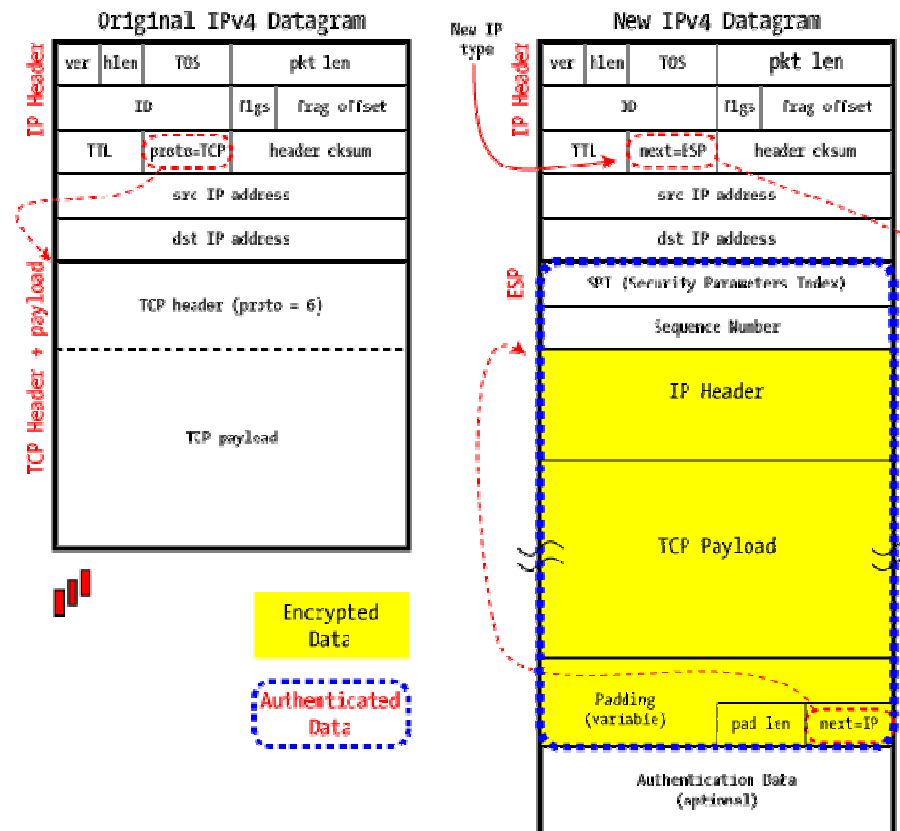 Original IPv4 Datagram
IP Header
ver hlen TOS pkt len
ID flgs frag offset
TTL proto=TCP header cksum
src IP address
dst IP address
TCP Header + payload
TCP header (proto = 6)
TCP payload
Encrypted
Data
Authenticated
Data
New IPv4 Datagram
New IP
type
IP Header
ver hlen TOS pkt len
ID flgs frag offset
TTL next=ESP header cksum
src IP address
dst IP address
ESP
SPI (Security Parameters Index)
Sequence Number
IP Header
TCP Payload
Padding
(variable)
pad len next=IP
Authentication Data
(optional)